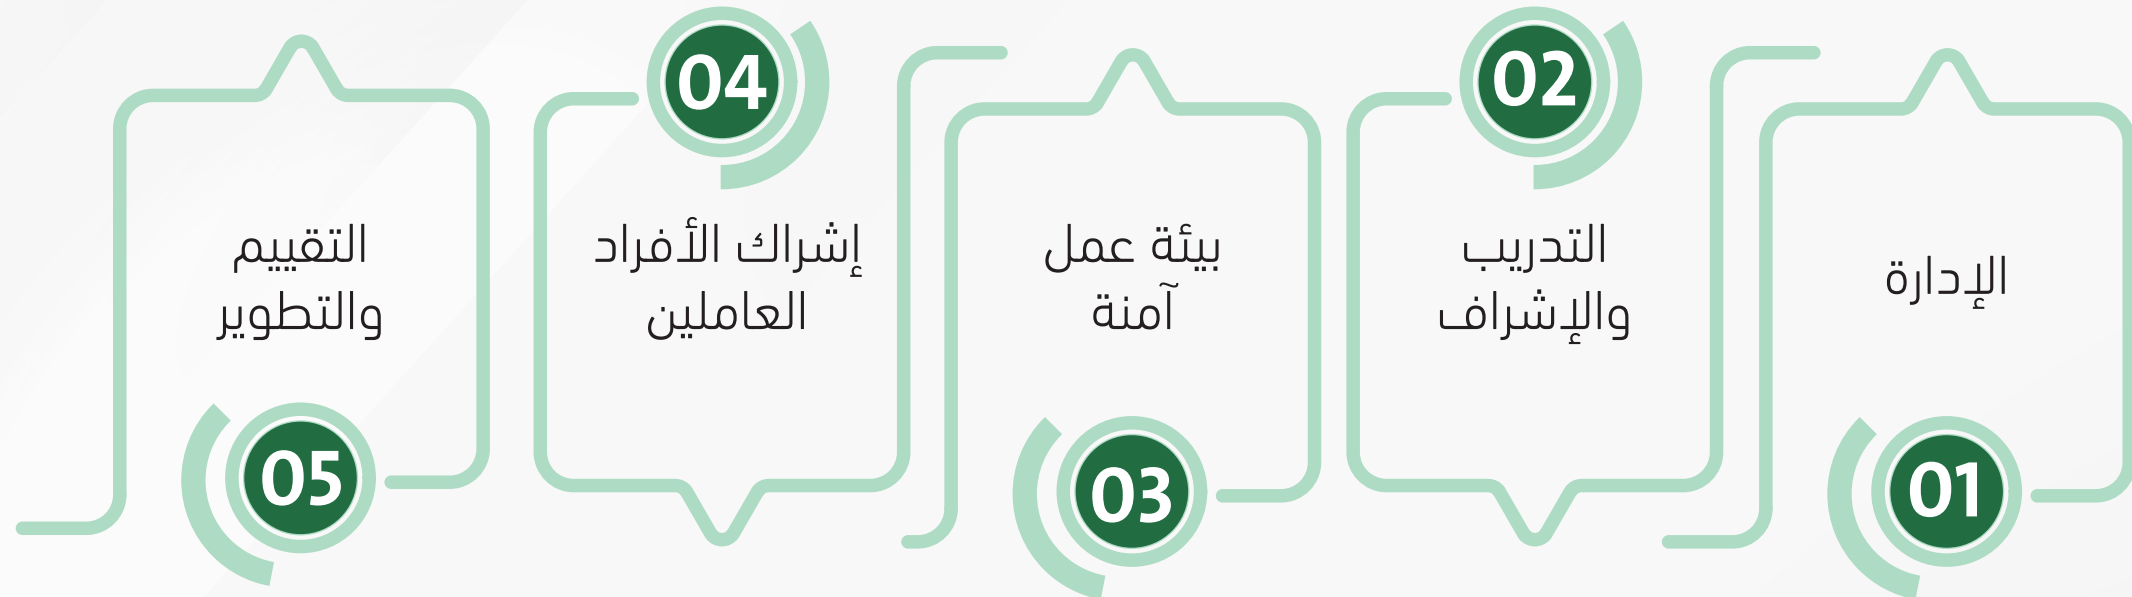 01
الإدارة
02
التدريب
والإشراف
03
بيئة عمل
آمنة
04
إشراك الأفراد
العاملين
05
التقييم
والتطوير